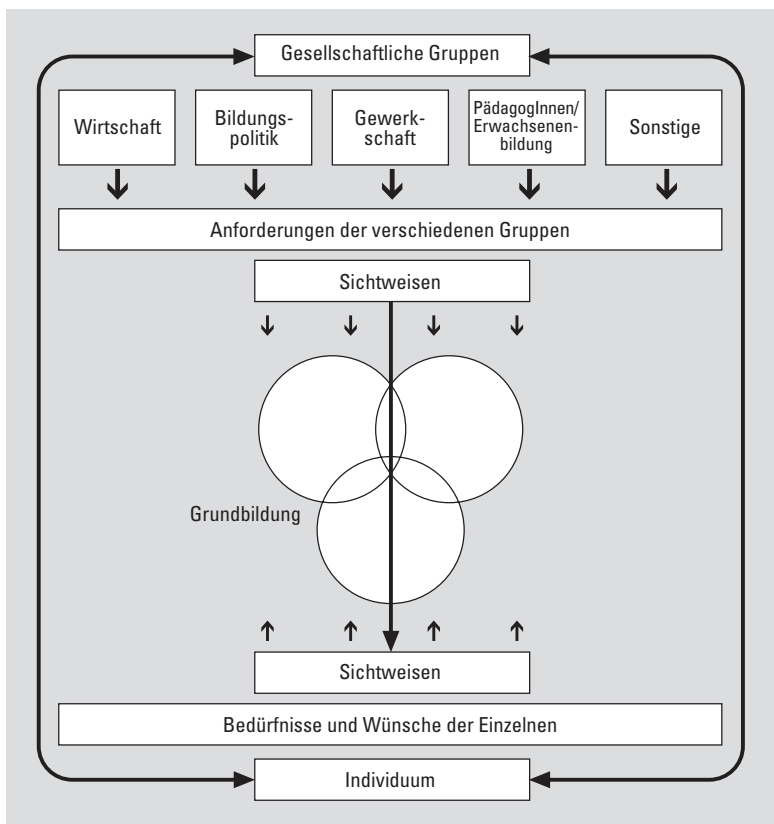 Gesellschaftliche Gruppen
Wirtschaft
Bildungs-
politik
Gewerk-
schaft
PädagogInnen/
Erwachsenen-
bildung
Sonstige
Anforderungen der verschiedenen Gruppen
Sichtweisen
Grundbildung
Sichtweisen
Bedürfnisse und Wünsche der Einzelnen
Individuum